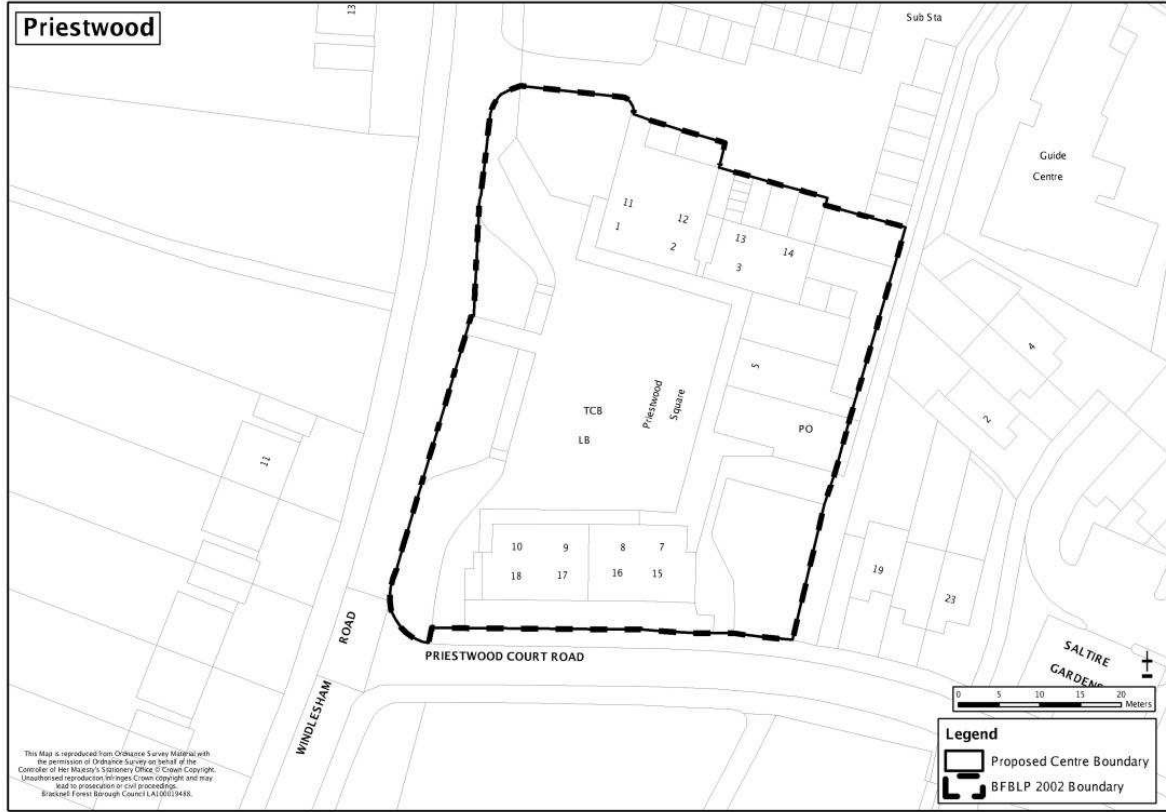 Priestwood
13
Sub Sta
Guide
Centre
11
12
1
2
13
14
3
4
5
2
Priestwood
Square
TCB
LB
PO
11
10
9
8
7
18
17
16
15
19
23
ROAD
WINDLESHAM
PRIESTWOOD COURT ROAD
SALTIRE
GARDENS
0 5 10 15 20
Meters
Legend
Proposed Centre Boundary
BFBLP 2002 Boundary
This Map is reproduced from Ordnance Survey Material with
the permission of Ordnance Survey on behalf of the
Controller of Her Majesty's Stationery Office © Crown Copyright.
Unauthorised reproduction infringes Crown copyright and may
lead to prosecution or civil proceedings.
Bracknell Forest Borough Council LA100019488.